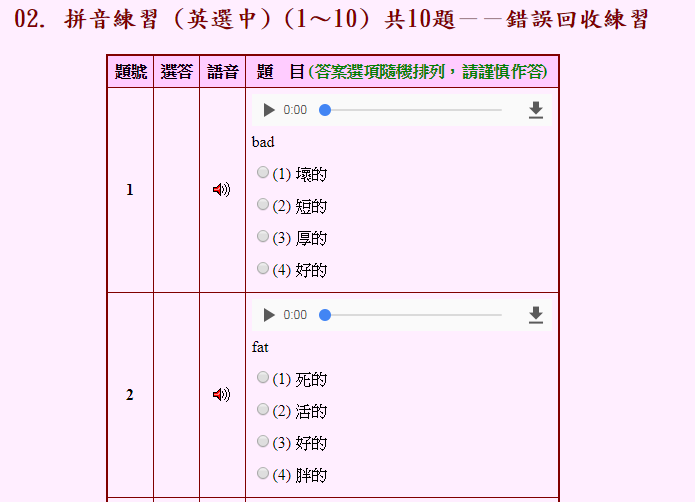 02. 拼音練習 (英選中) (1～10) 共10題－－錯誤回收練習
題號 選答 語音 題　目(答案選項隨機排列，請謹慎作答)
0:00
bad
1
(1) 壞的
(2) 短的
(3) 厚的
(4) 好的
0:00
fat
2
(1) 死的
(2) 活的
(3) 好的
(4) 胖的